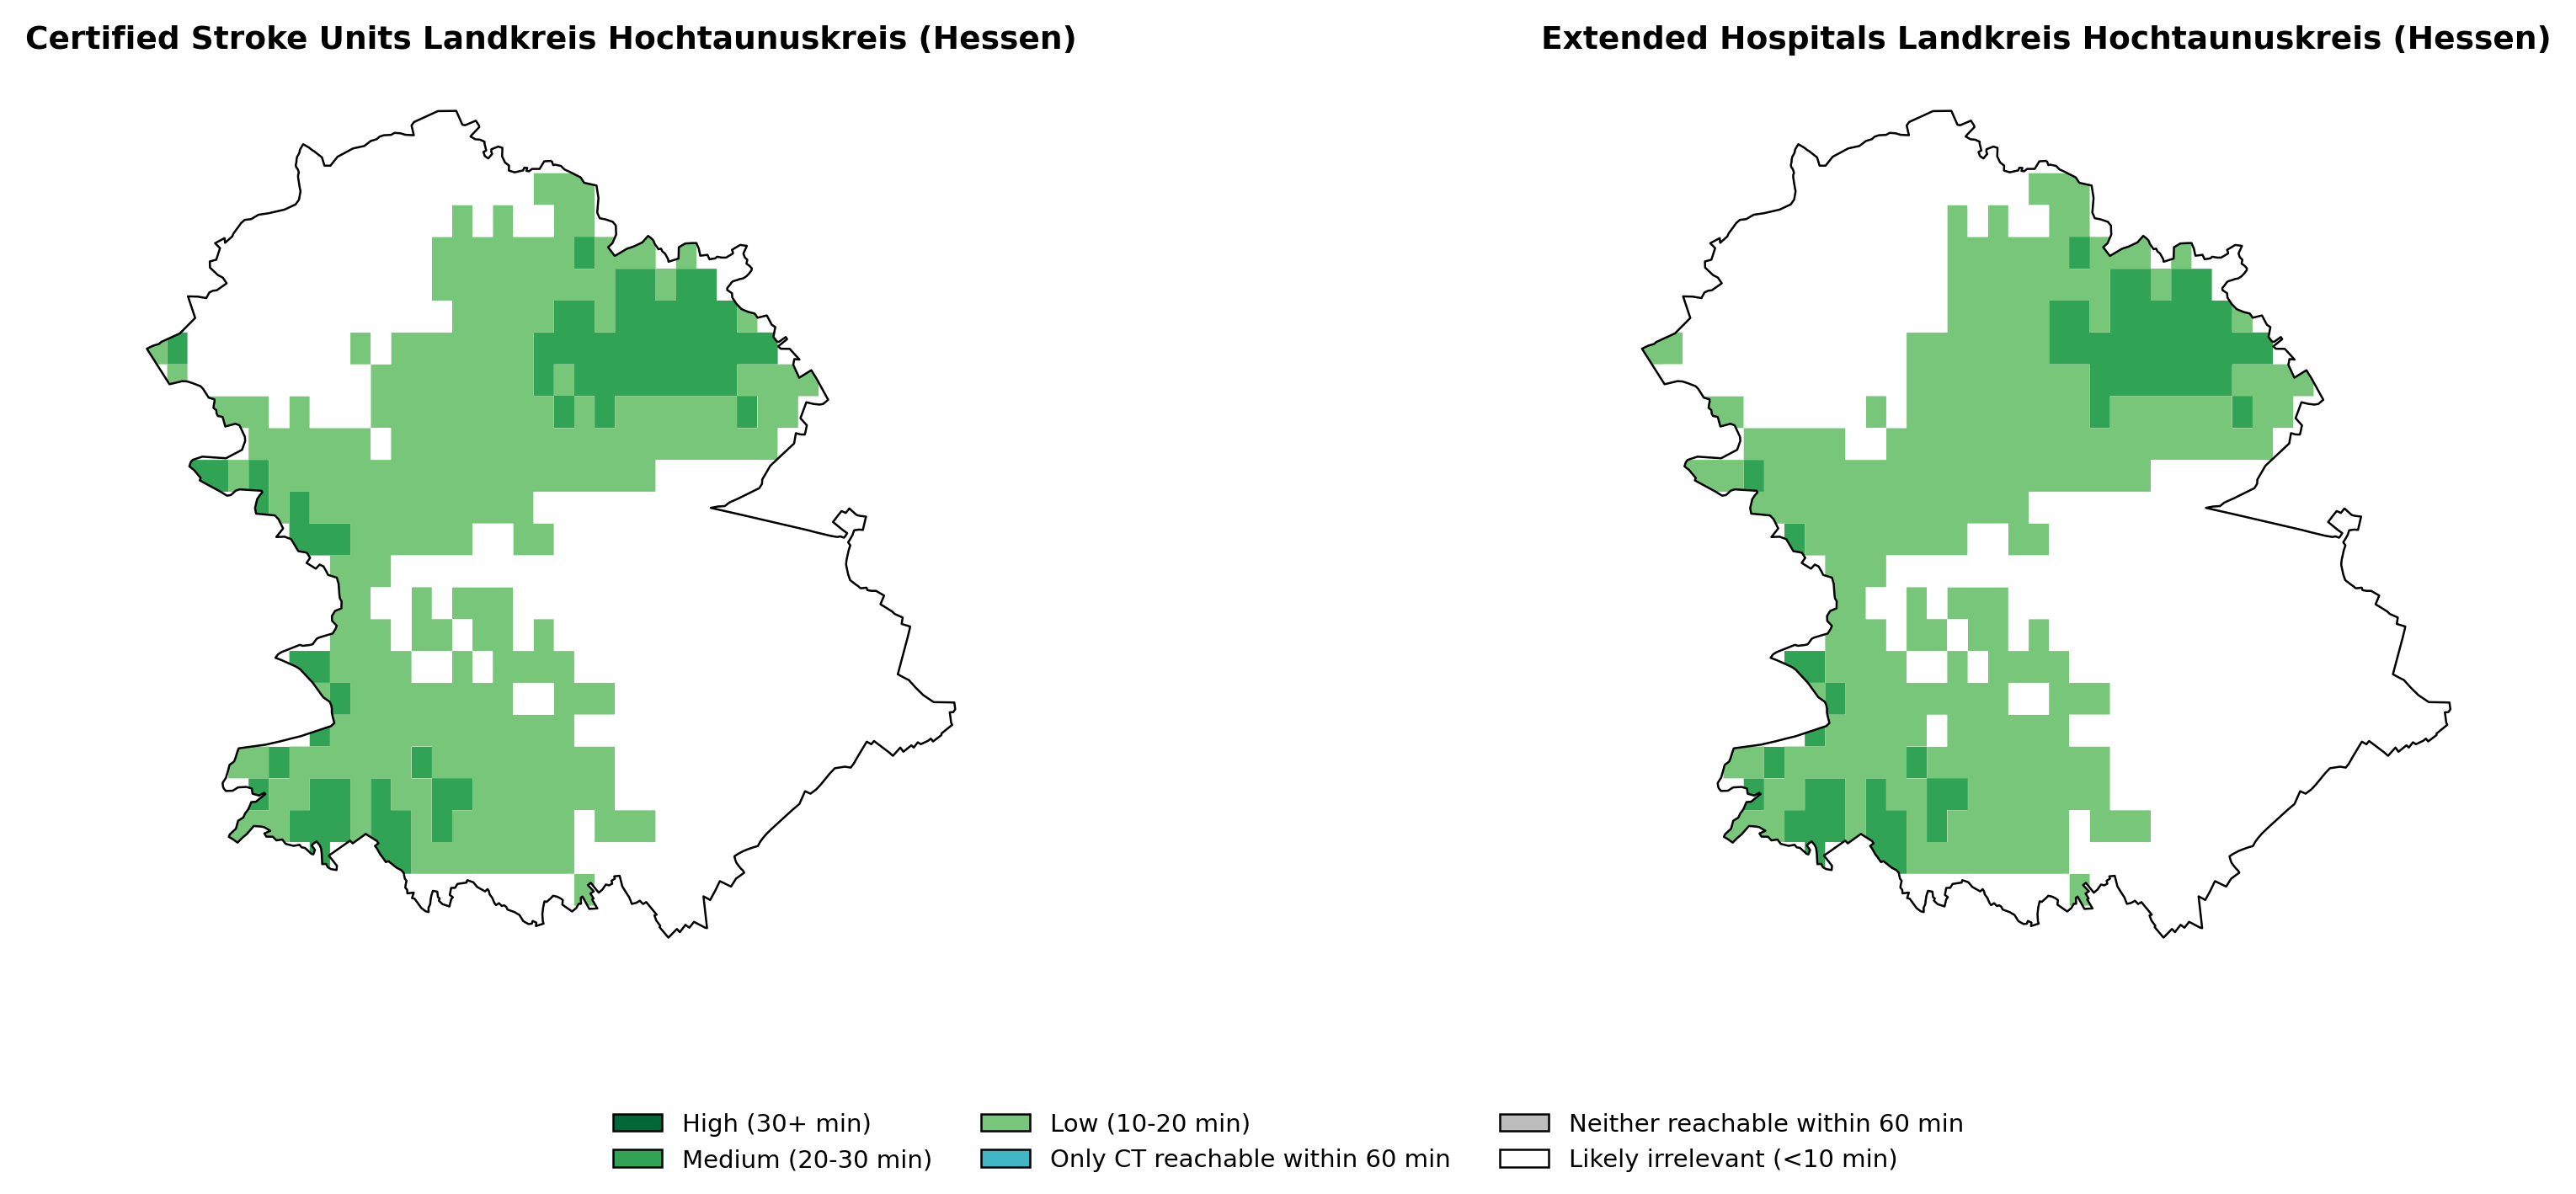 Certified Stroke Units Landkreis Hochtaunuskreis (Hessen)
Extended Hospitals Landkreis Hochtaunuskreis (Hessen)
High (30+ min)
Medium (20-30 min)
Low (10-20 min)
Only CT reachable within 60 min
Neither reachable within 60 min
Likely irrelevant (<10 min)